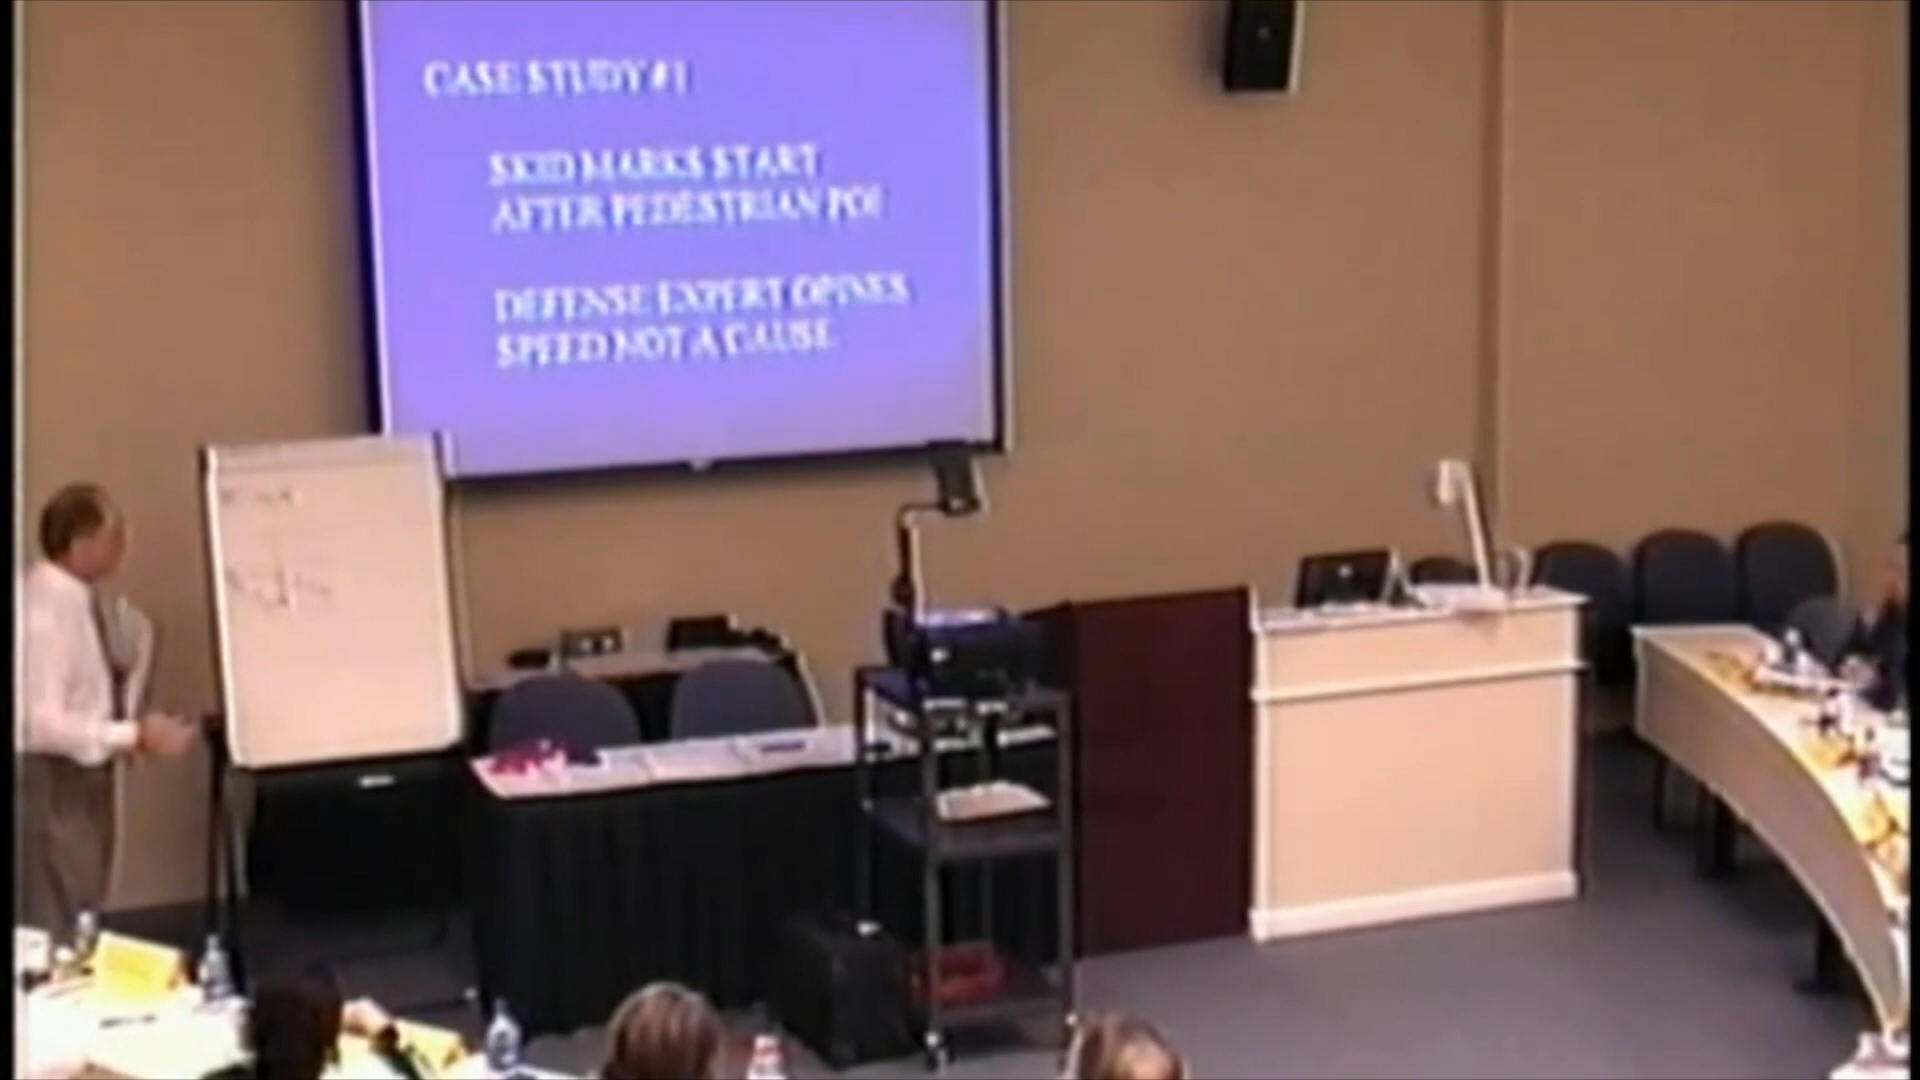 CASE STUDY #1
SKID MARKS START
AFTER PEDESTRIAN POI
DEFENSE EXPERT OPINES
SPEED NOT A CAUSE